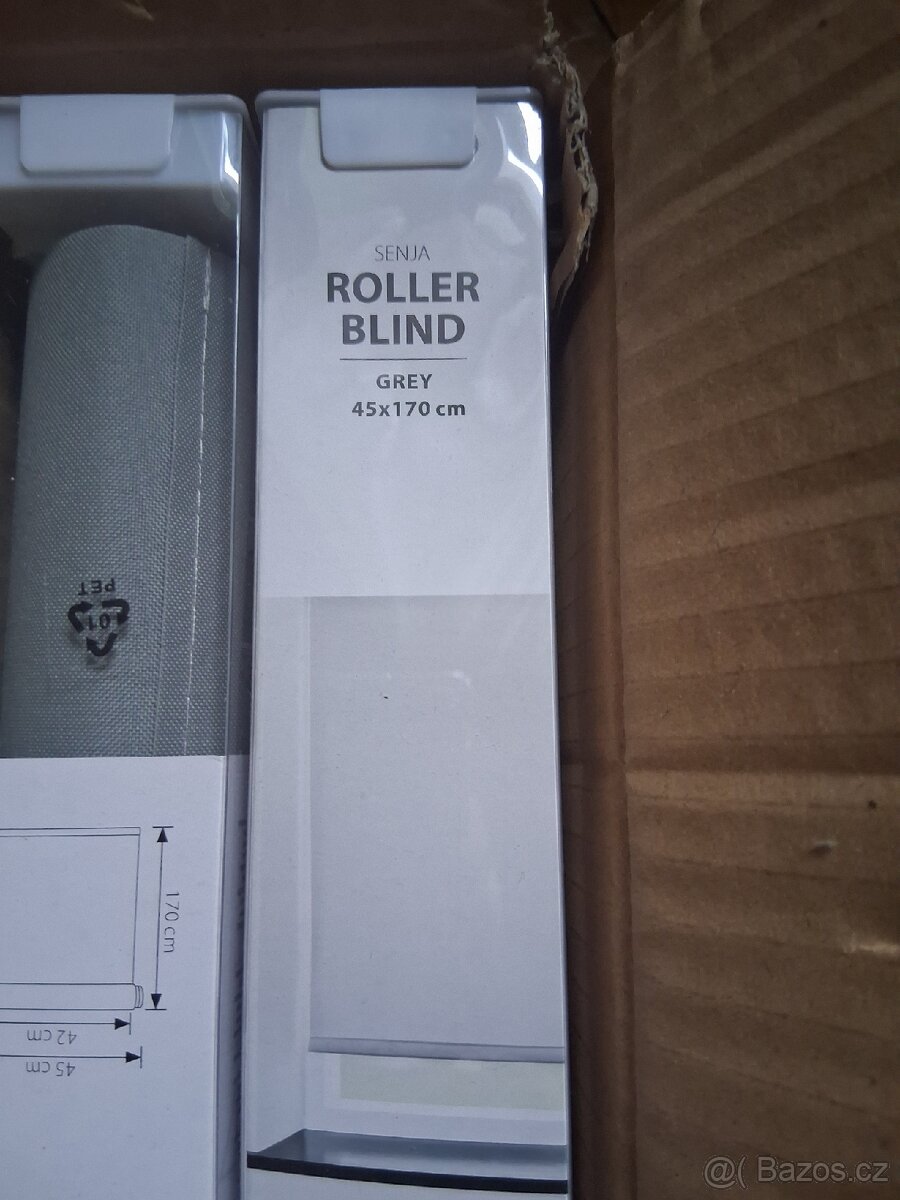 SENJA
ROLLER
BLIND
GREY
45x170 cm
PET
01
170 cm
42 cm
45 cm
@( Bazos.cz